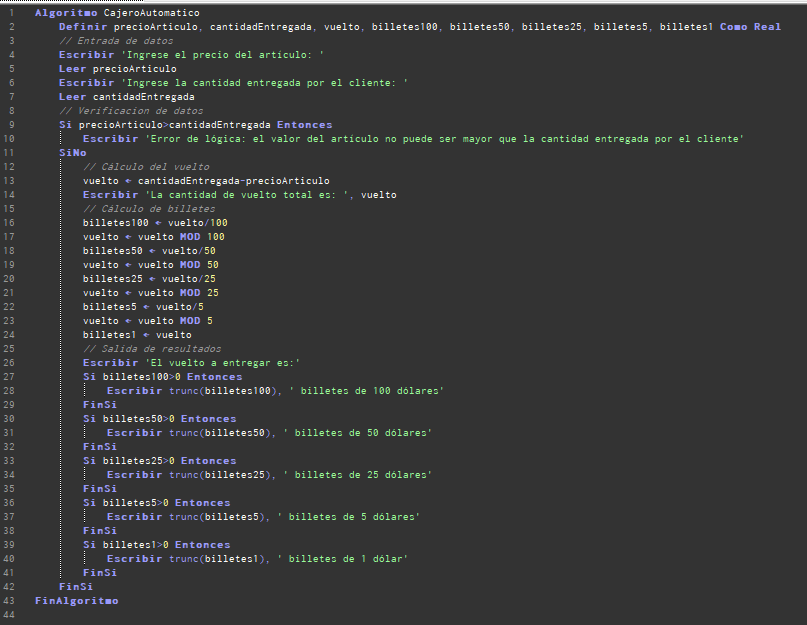 1 Algoritmo CajeroAutomatico
2 Definir precioArticulo, cantidadEntregada, vuelto, billetes100, billetes50, billetes25, billetes5, billetes1 Como Real
3 // Entrada de datos
4 Escribir 'Ingrese el precio del articulo: '
5 Leer precioArticulo
6 Escribir 'Ingrese la cantidad entregada por el cliente: '
7 Leer cantidadEntregada
8 // Verificacion de datos
9 Si precioArticulo>cantidadEntregada Entonces
10 Escribir 'Error de lógica: el valor del artículo no puede ser mayor que la cantidad entregada por el cliente'
11 SiNo
12 // Cálculo del vuelto
13 vuelto ← cantidadEntregada-precioArticulo
14 Escribir 'La cantidad de vuelto total es: ', vuelto
15 // Cálculo de billetes
16 billetes100 ← vuelto/100
17 vuelto ← vuelto MOD 100
18 billetes50 ← vuelto/50
19 vuelto ← vuelto MOD 50
20 billetes25 ← vuelto/25
21 vuelto ← vuelto MOD 25
22 billetes5 ← vuelto/5
23 vuelto ← vuelto MOD 5
24 billetes1 ← vuelto
25 // Salida de resultados
26 Escribir 'El vuelto a entregar es:'
27 Si billetes100>0 Entonces
28 Escribir trunc(billetes100), ' billetes de 100 dólares'
29 FinSi
30 Si billetes50>0 Entonces
31 Escribir trunc(billetes50), ' billetes de 50 dólares'
32 FinSi
33 Si billetes25>0 Entonces
34 Escribir trunc(billetes25), ' billetes de 25 dólares'
35 FinSi
36 Si billetes5>0 Entonces
37 Escribir trunc(billetes5), ' billetes de 5 dólares'
38 FinSi
39 Si billetes1>0 Entonces
40 Escribir trunc(billetes1), ' billetes de 1 dólar'
41 FinSi
42 FinSi
43 FinAlgoritmo
44